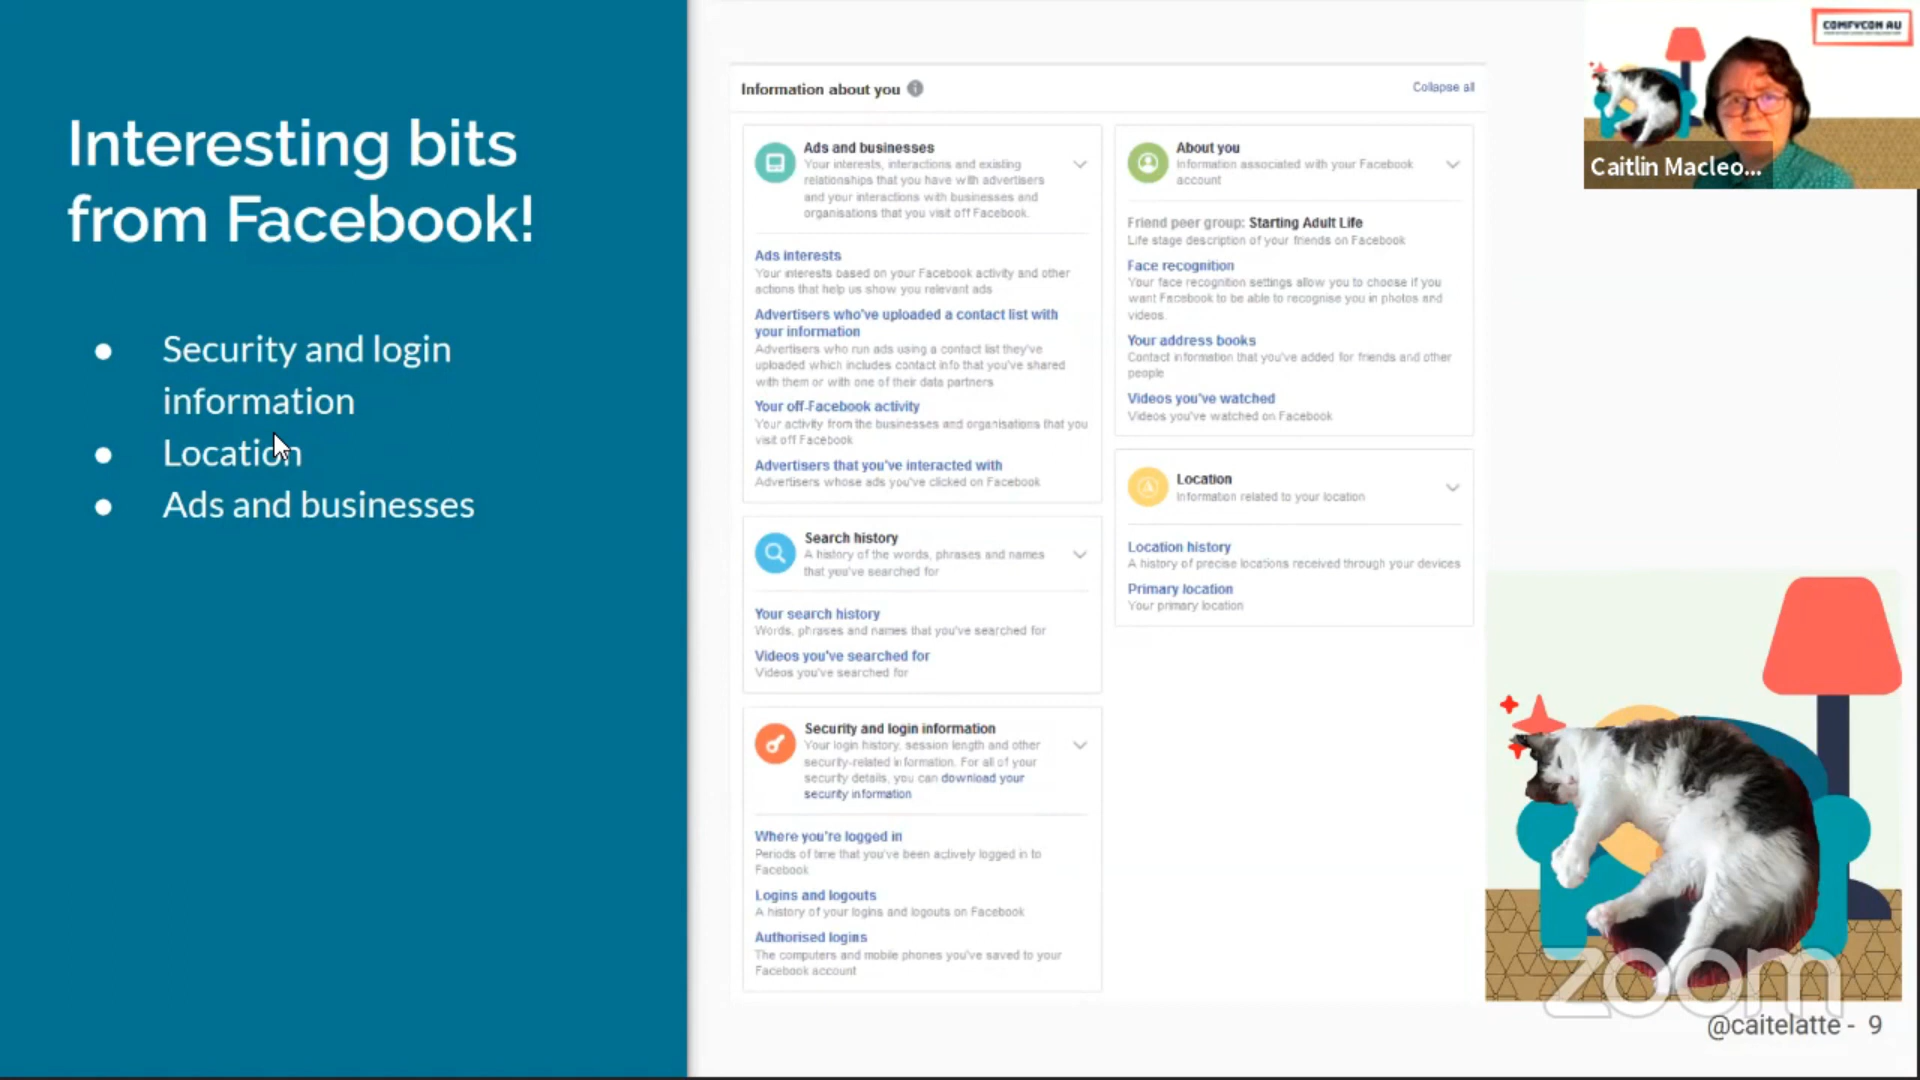 Interesting bits
from Facebook!
● Security and login
information
● Location
● Ads and businesses
Information about you
Collapse all
Ads and businesses
Your interests, interactions and existing
relationships that you have with advertisers
and your interactions with businesses and
organisations that you visit off Facebook.
Ads interests
Your interests based on your Facebook activity and other
actions that help us show you relevant ads
Advertisers who've uploaded a contact list with
your information
Advertisers who run ads using a contact list they've
uploaded which includes contact info that you've shared
with them or with one of their data partners
Your off-Facebook activity
Your activity from the businesses and organisations that you
visit off Facebook
Advertisers that you've interacted with
Advertisers whose ads you've clicked on Facebook
Search history
A history of the words, phrases and names
that you've searched for
Your search history
Words, phrases and names that you've searched for
Videos you've searched for
Videos you've searched for
Security and login information
Your login history, session length and other
security-related information. For all of your
security details, you can download your
security information
Where you're logged in
Periods of time that you've been actively logged in to
Facebook
Logins and logouts
A history of your logins and logouts on Facebook
Authorised logins
The computers and mobile phones you've saved to your
Facebook account
About you
Information associated with your Facebook
account
Friend peer group: Starting Adult Life
Life stage description of your friends on Facebook
Face recognition
Your face recognition settings allow you to choose if you
want Facebook to be able to recognise you in photos and
videos.
Your address books
Contact information that you've added for friends and other
people
Videos you've watched
Videos you've watched on Facebook
Location
Information related to your location
Location history
A history of precise locations received through your devices
Primary location
Your primary location
COMFYCON AU
Caitlin Macleo...
zoom
@caitelatte - 9